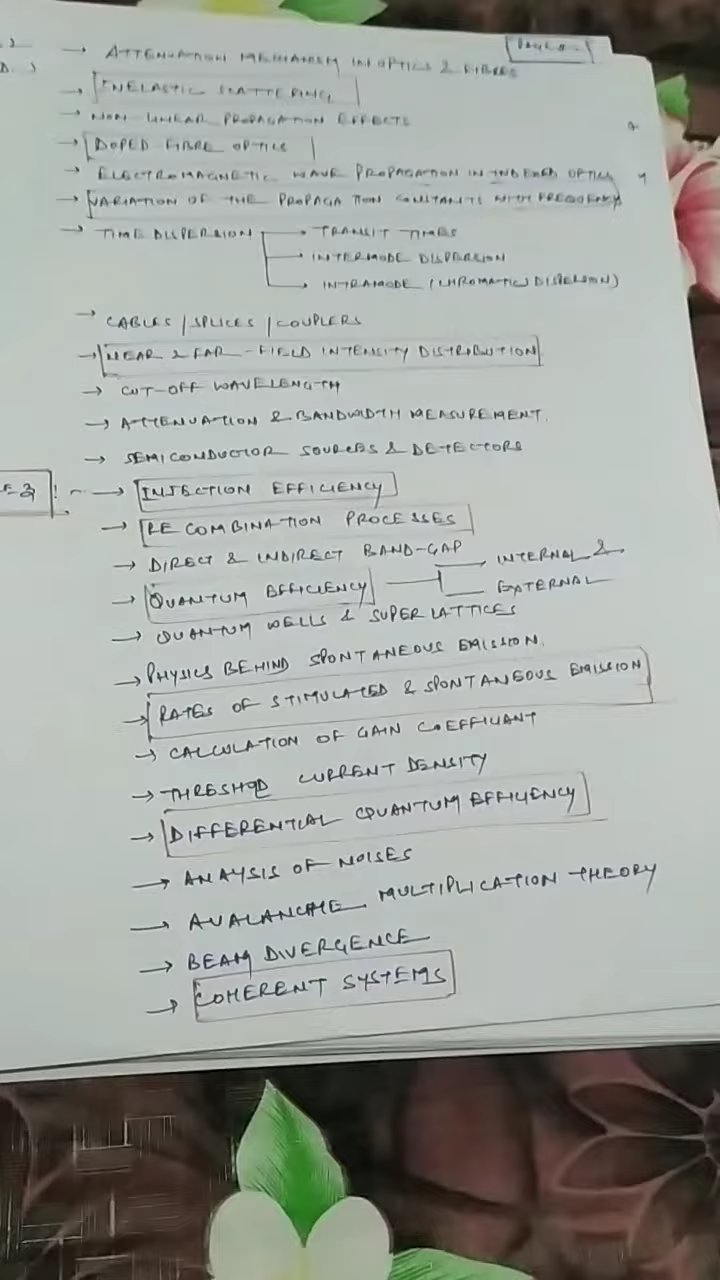 → ATTENUATION MECHANISM IN OPTICS & FIBRES
→ INELASTIC SCATTERING
→ NON-LINEAR PROPAGATION EFFECTS
→ DOPED FIBRE OPTICS
→ ELECTROMAGNETIC WAVE PROPAGATION IN INDEXED OPTICS
→ VARIATION OF THE PROPAGATION CONSTANTS WITH FREQUENCY
→ TIME DISPERSION → TRANSIT TIMES
→ INTERMODE DISPERSION
→ INTRAMODE (CHROMATIC DISPERSION)
→ CABLES / SPLICES / COUPLERS
→ NEAR & FAR-FIELD INTENSITY DISTRIBUTION
→ CUT-OFF WAVELENGTH
→ ATTENUATION & BANDWIDTH MEASUREMENT.
→ SEMICONDUCTOR SOURCES & DETECTORS
→ INJECTION EFFICIENCY
→ RECOMBINATION PROCESSES
→ DIRECT & INDIRECT BAND-GAP
→ QUANTUM EFFICIENCY INTERNAL &
EXTERNAL
→ QUANTUM WELLS & SUPER LATTICES
→ PHYSICS BEHIND SPONTANEOUS EMISSION.
→ RATES OF STIMULATED & SPONTANEOUS EMISSION
→ CALCULATION OF GAIN COEFFICIANT
→ THRESHOLD CURRENT DENSITY
→ DIFFERENTIAL QUANTUM EFFICIENCY
→ ANAYSIS OF NOISES
→ AVALANCHE MULTIPLICATION THEORY
→ BEAM DIVERGENCE
→ COHERENT SYSTEMS